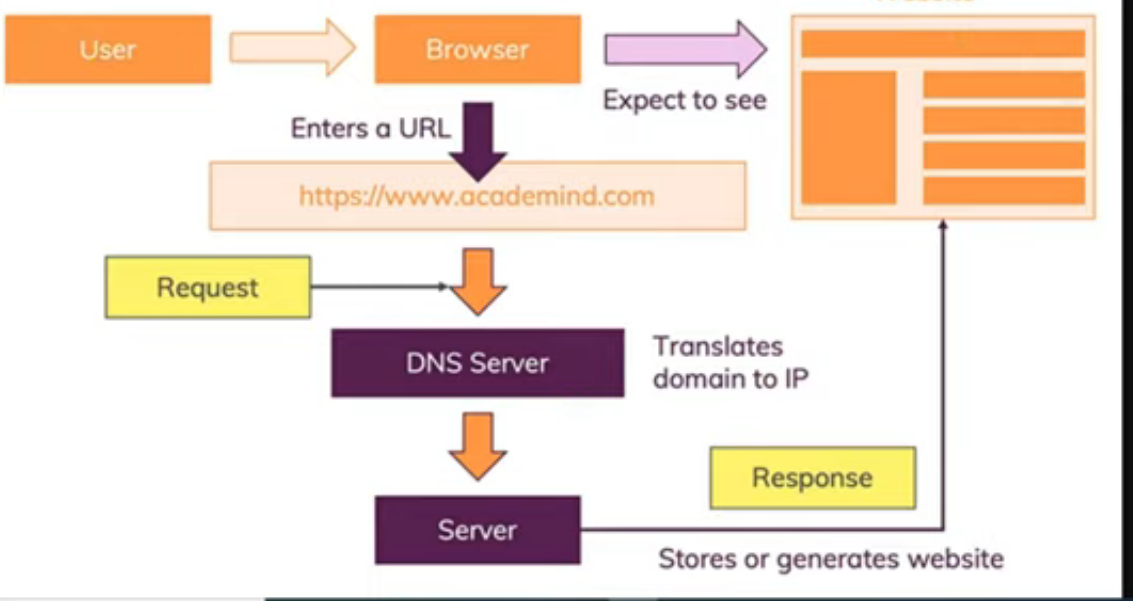 User
Browser
Expect to see
Enters a URL
https://www.academind.com
Request
DNS Server
Translates
domain to IP
Response
Server
Stores or generates website